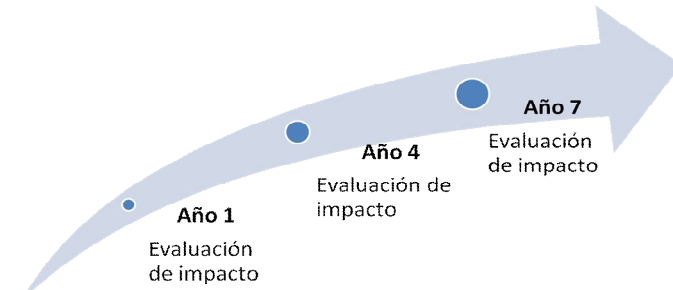 Año 1
Evaluación
de impacto
Año 4
Evaluación de
impacto
Año 7
Evaluación
de impacto